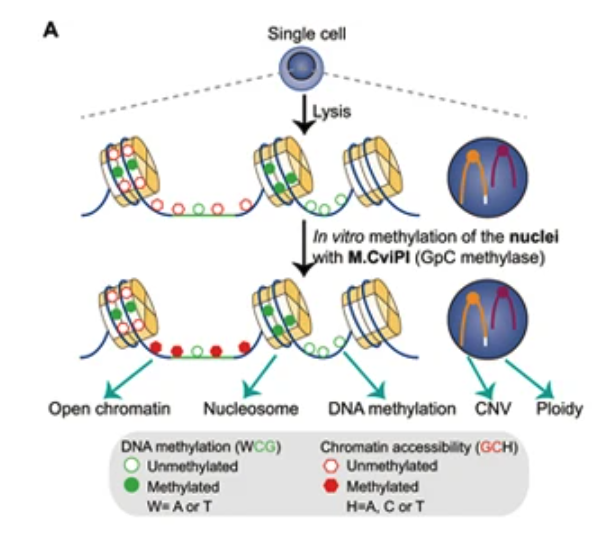 A
Single cell
Lysis
In vitro methylation of the nuclei
with M.CviPI (GpC methylase)
Open chromatin Nucleosome DNA methylation CNV Ploidy
DNA methylation (WCG) Chromatin accessibility (GCH)
Unmethylated Unmethylated
Methylated Methylated
W= A or T H=A, C or T